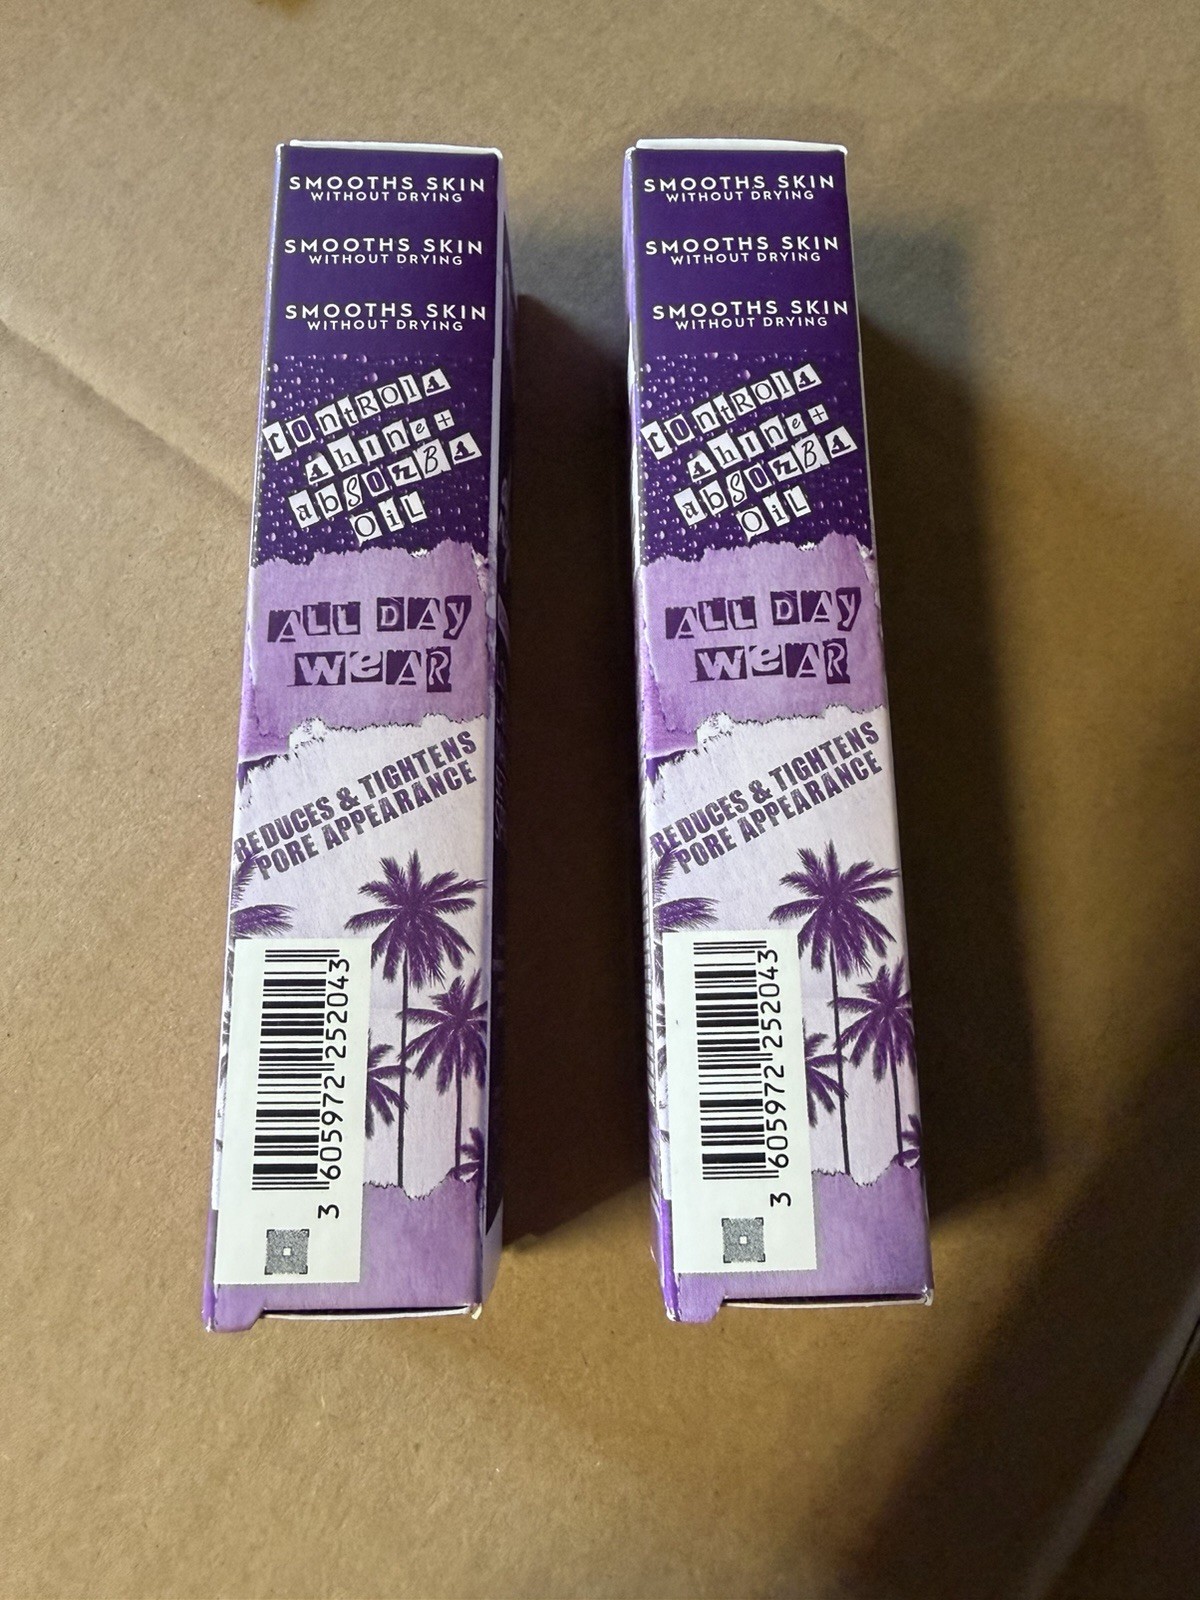 SMOOTHS SKIN
WITHOUT DRYING
SMOOTHS SKIN
WITHOUT DRYING
SMOOTHS SKIN
WITHOUT DRYING
CONtROls
shine+
abSORBs
OiL
ALL DAY
WeAR
REDUCES & TIGHTENS
PORE APPEARANCE
3 605972 252043
SMOOTHS SKIN
WITHOUT DRYING
SMOOTHS SKIN
WITHOUT DRYING
SMOOTHS SKIN
WITHOUT DRYING
CONtROls
shine+
abSORBs
OiL
ALL DAY
WeAR
REDUCES & TIGHTENS
PORE APPEARANCE
3 605972 252043